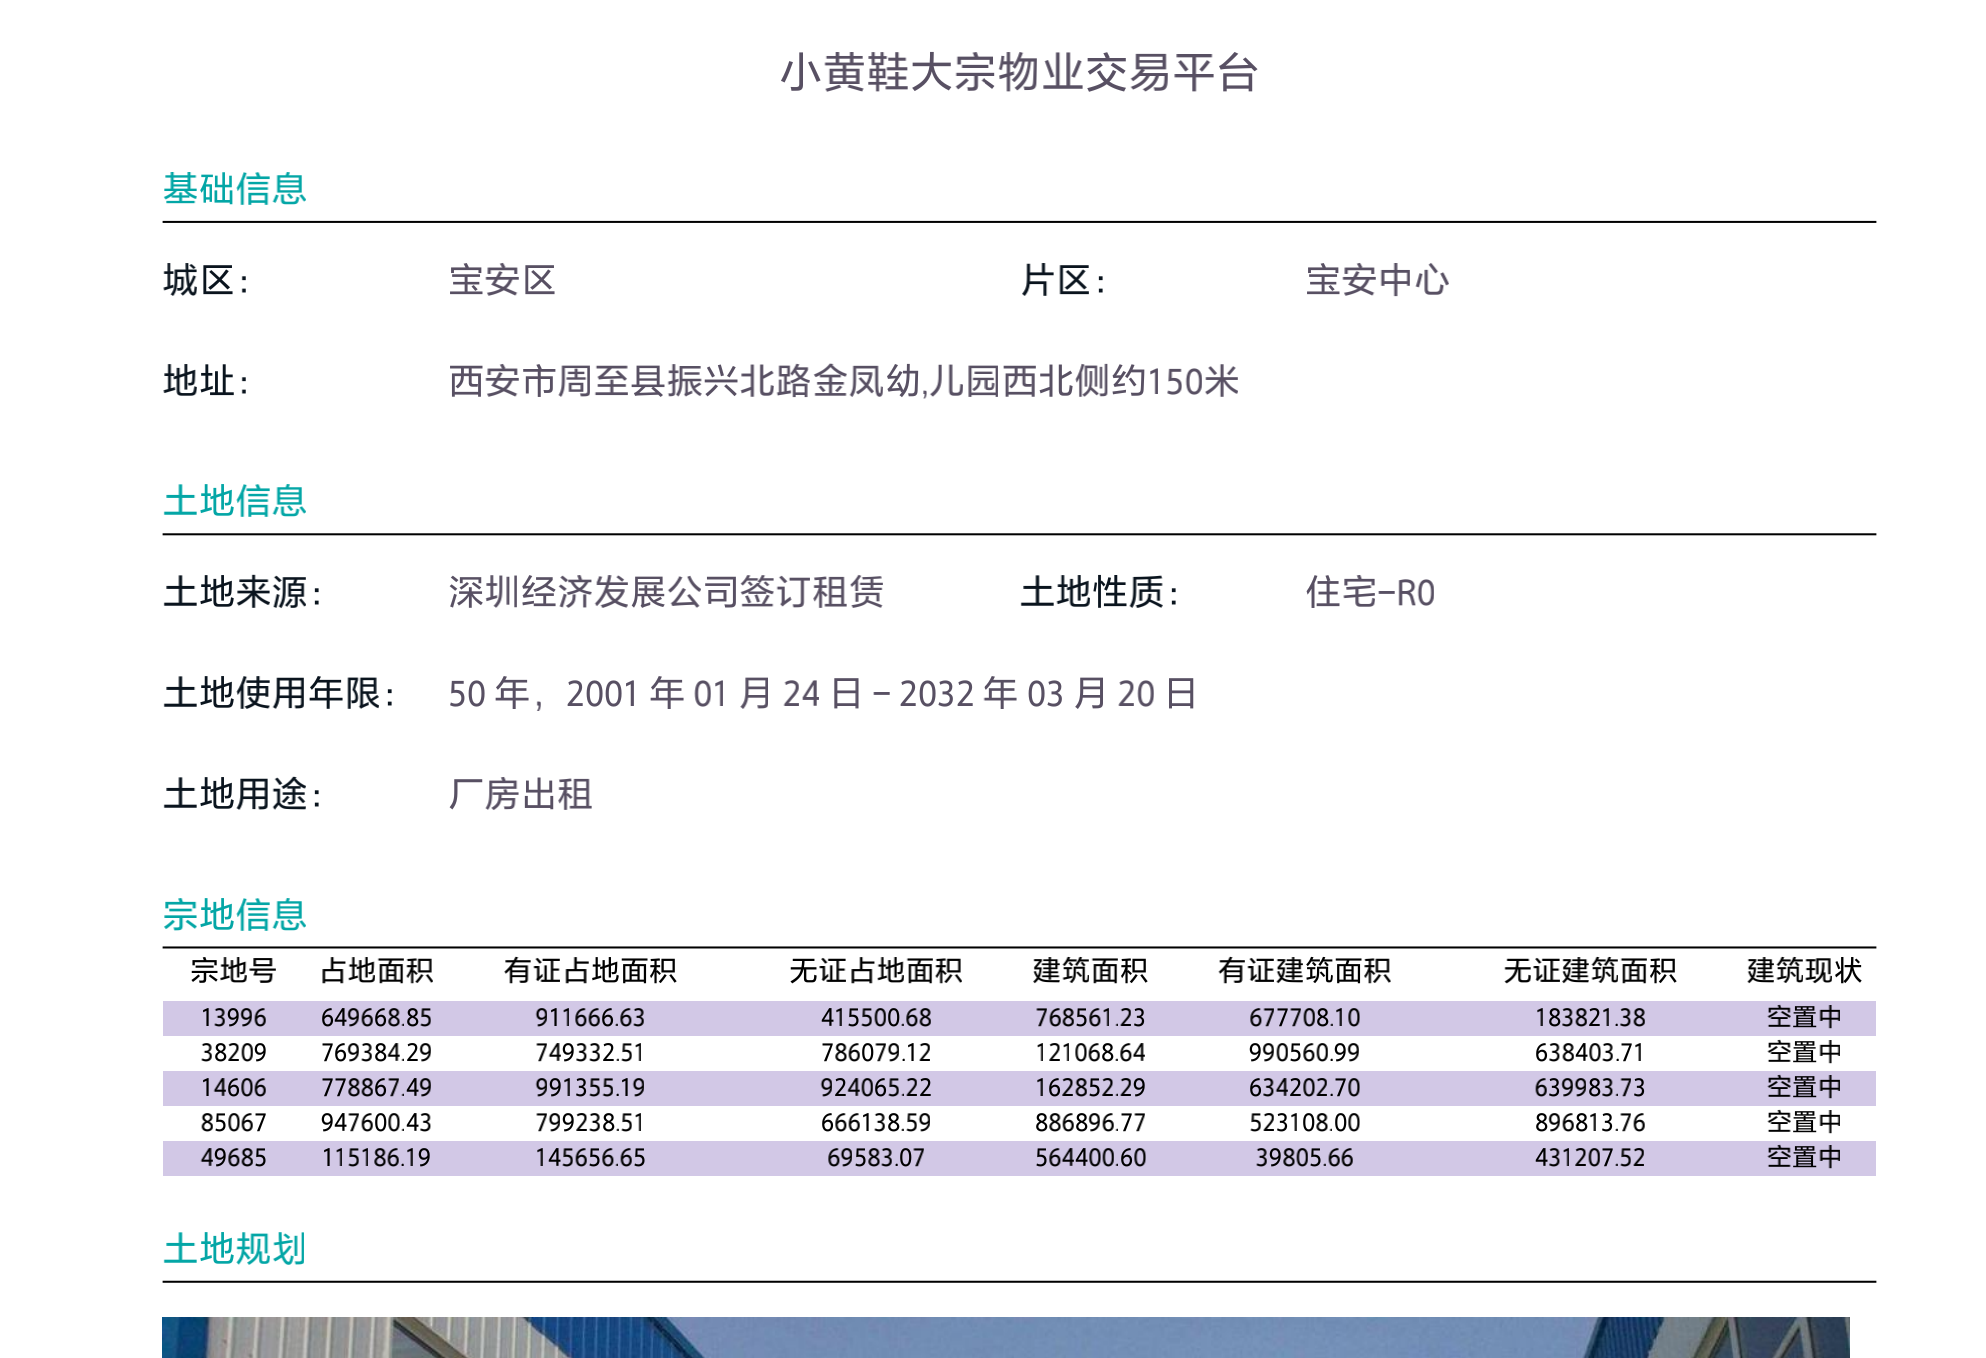 小黄鞋大宗物业交易平台
基础信息
城区： 宝安区 片区： 宝安中心
地址： 西安市周至县振兴北路金凤幼,儿园西北侧约150米
土地信息
土地来源： 深圳经济发展公司签订租赁 土地性质： 住宅-R0
土地使用年限： 50 年，2001 年 01 月 24 日 - 2032 年 03 月 20 日
土地用途： 厂房出租
宗地信息
宗地号 占地面积 有证占地面积 无证占地面积 建筑面积 有证建筑面积 无证建筑面积 建筑现状
13996 649668.85 911666.63 415500.68 768561.23 677708.10 183821.38 空置中
38209 769384.29 749332.51 786079.12 121068.64 990560.99 638403.71 空置中
14606 778867.49 991355.19 924065.22 162852.29 634202.70 639983.73 空置中
85067 947600.43 799238.51 666138.59 886896.77 523108.00 896813.76 空置中
49685 115186.19 145656.65 69583.07 564400.60 39805.66 431207.52 空置中
土地规划